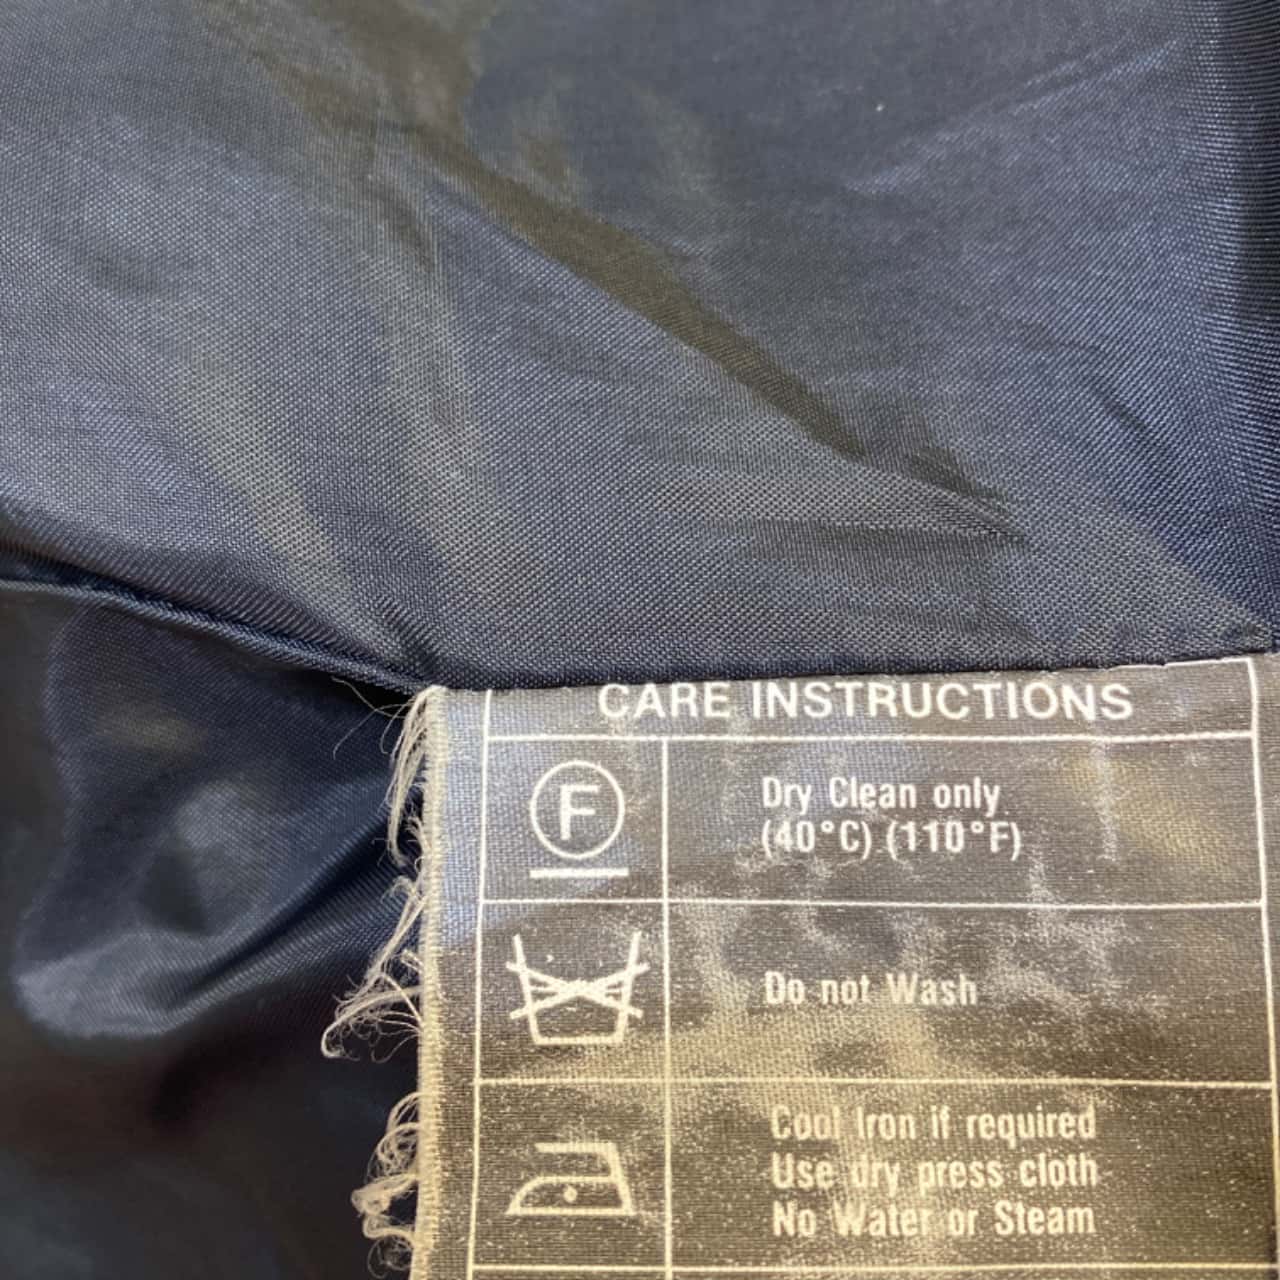 CARE INSTRUCTIONS
F
Dry Clean only
(40°C) (110°F)
Do not Wash
Cool Iron if required
Use dry press cloth
No Water or Steam